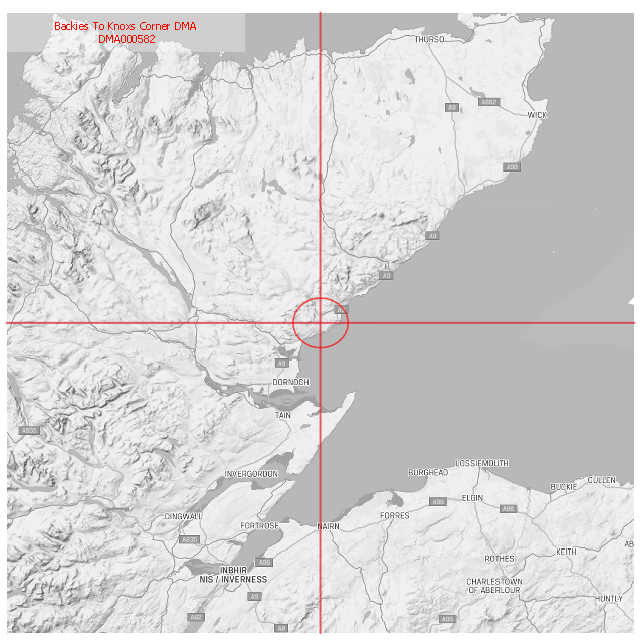 Backies To Knoxs Corner DMA
DMA000582
THURSO
A9
A882
WICK
A99
A9
A9
A9
DORNOCH
TAIN
A835
INVERGORDON
BURGHEAD
LOSSIEMOUTH
CULLEN
BUCKIE
ELGIN
A96
A96
DINGWALL
FORTROSE
NAIRN
FORRES
A835
A96
KEITH
ROTHES
INBHIR
NIS / INVERNESS
CHARLESTOWN
OF ABERLOUR
A9
HUNTLY
A82
A95
A9